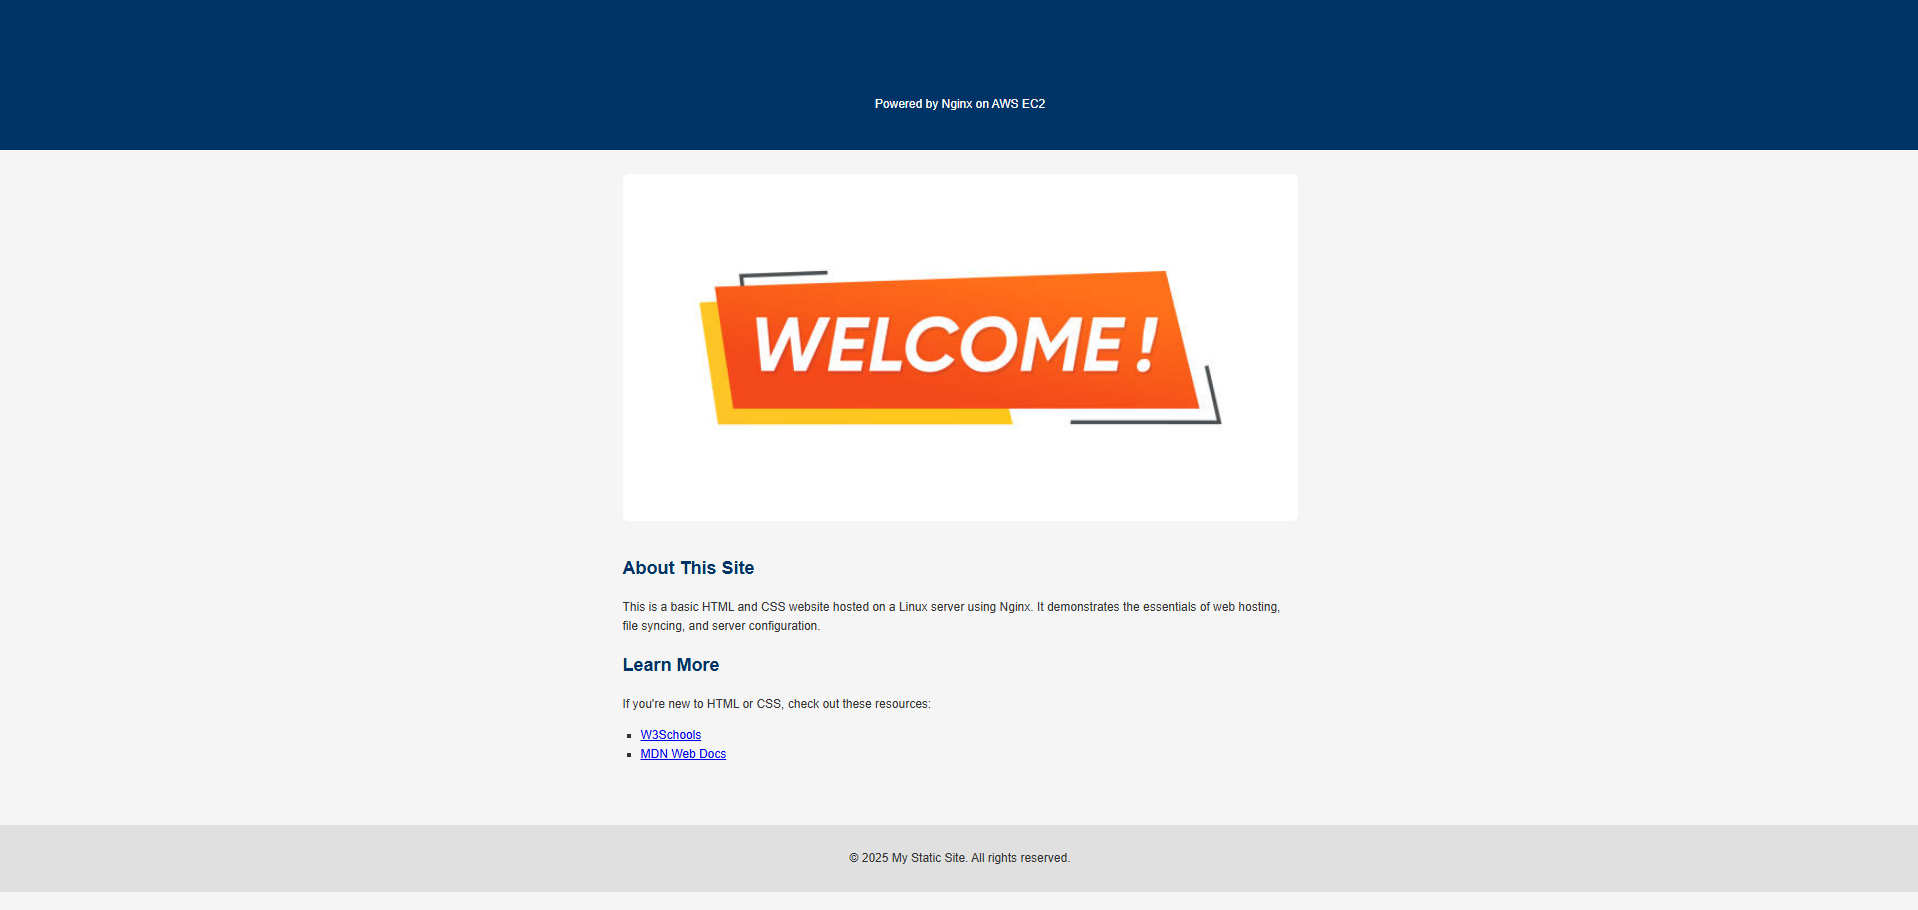 Powered by Nginx on AWS EC2
WELCOME!
About This Site
This is a basic HTML and CSS website hosted on a Linux server using Nginx. It demonstrates the essentials of web hosting,
file syncing, and server configuration.
Learn More
If you're new to HTML or CSS, check out these resources:
W3Schools
MDN Web Docs
© 2025 My Static Site. All rights reserved.